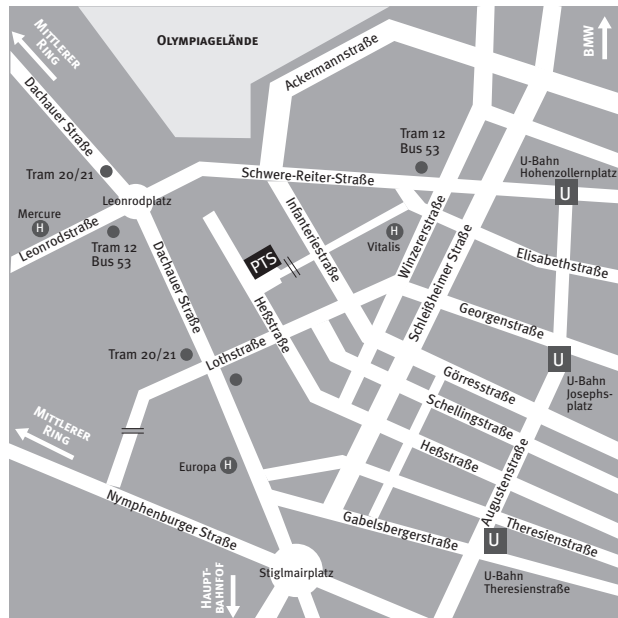 Olympiagelände
BMW
Mittlerer
Ring
Ackermannstraße
Dachauer Straße
Tram 12
Bus 53
U-Bahn
Hohenzollernplatz
U
Tram 20/21
Schwere-Reiter-Straße
Leonrodplatz
Mercure
H
Leonrodstraße
Tram 12
Bus 53
Infanteriestraße
H
Vitalis
Winzererstraße
Schleißheimer Straße
Elisabethstraße
Dachauer Straße
PTS
Heßstraße
Georgenstraße
Tram 20/21
Lothstraße
U
U-Bahn
Josephs-
platz
Görresstraße
Schellingstraße
Heßstraße
Mittlerer
Ring
Europa
H
Augustenstraße
Nymphenburger Straße
Gabelsbergerstraße
Theresienstraße
U
U-Bahn
Theresienstraße
Stiglmairplatz
Haupt-
bahnfof